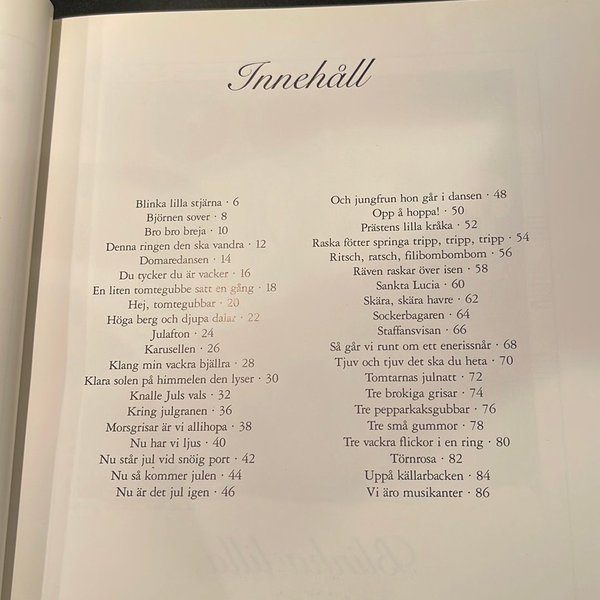 Innehåll
Blinka lilla stjärna · 6
Björnen sover · 8
Bro bro breja · 10
Denna ringen den ska vandra · 12
Domaredansen · 14
Du tycker du är vacker · 16
En liten tomtegubbe satt en gång · 18
Hej, tomtegubbar · 20
Höga berg och djupa dalar · 22
Julafton · 24
Karusellen · 26
Klang min vackra bjällra · 28
Klara solen på himmelen den lyser · 30
Knalle Juls vals · 32
Kring julgranen · 36
Morsgrisar är vi allihopa · 38
Nu har vi ljus · 40
Nu står jul vid snöig port · 42
Nu så kommer julen · 44
Nu är det jul igen · 46
Och jungfrun hon går i dansen · 48
Opp å hoppa! · 50
Prästens lilla kråka · 52
Raska fötter springa tripp, tripp, tripp · 54
Ritsch, ratsch, filibombombom · 56
Räven raskar över isen · 58
Sankta Lucia · 60
Skära, skära havre · 62
Sockerbagaren · 64
Staffansvisan · 66
Så går vi runt om ett enerissnår · 68
Tjuv och tjuv det ska du heta · 70
Tomtarnas julnatt · 72
Tre brokiga grisar · 74
Tre pepparkaksgubbar · 76
Tre små gummor · 78
Tre vackra flickor i en ring · 80
Törnrosa · 82
Uppå källarbacken · 84
Vi äro musikanter · 86
Blinka lilla